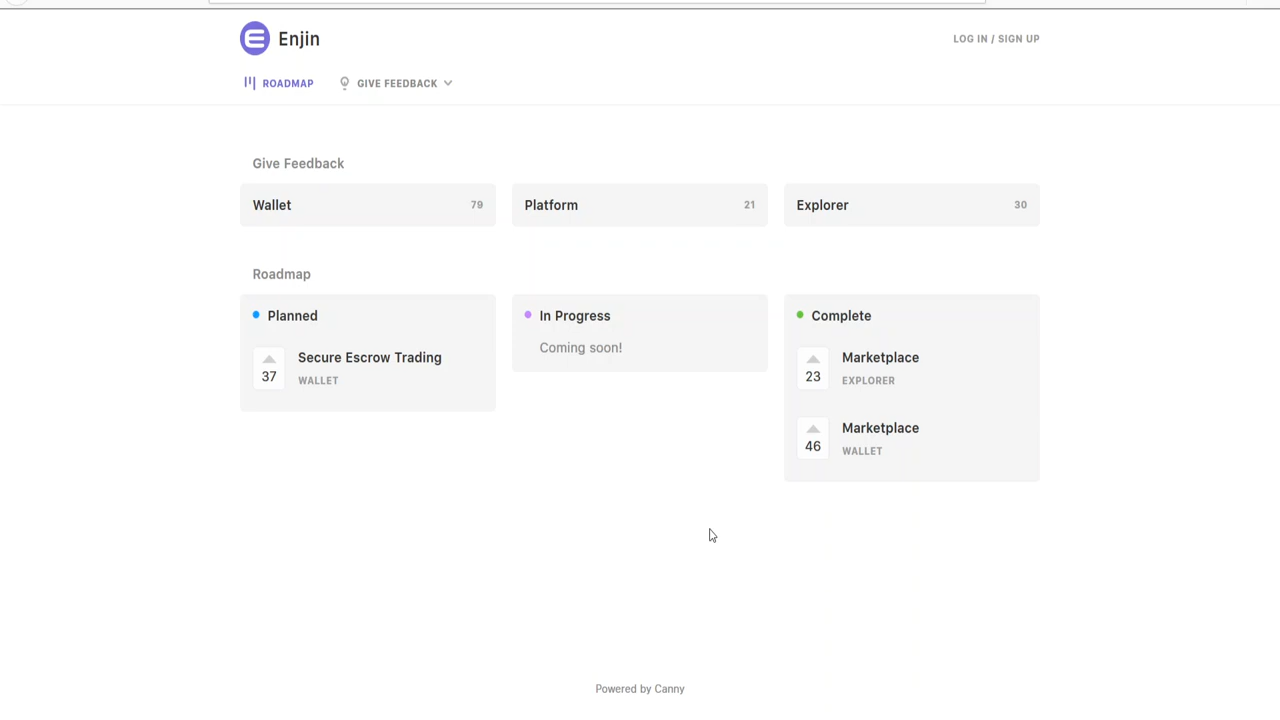 Enjin
LOG IN / SIGN UP
ROADMAP
GIVE FEEDBACK
Give Feedback
Wallet 79
Platform 21
Explorer 30
Roadmap
Planned
37
Secure Escrow Trading
WALLET
In Progress
Coming soon!
Complete
23
Marketplace
EXPLORER
46
Marketplace
WALLET
Powered by Canny